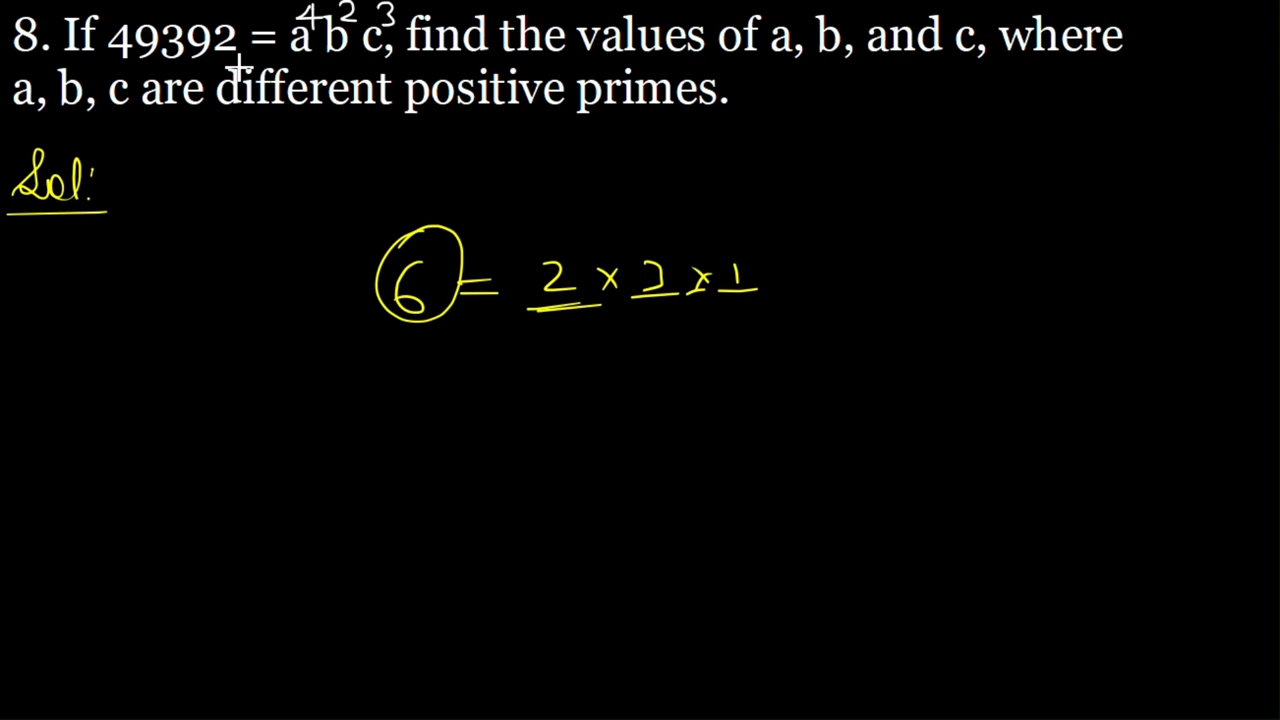 8. If 49392 = a⁴b²c³, find the values of a, b, and c, where
a, b, c are different positive primes.
Sol:
6 = 2 × 3 × 1